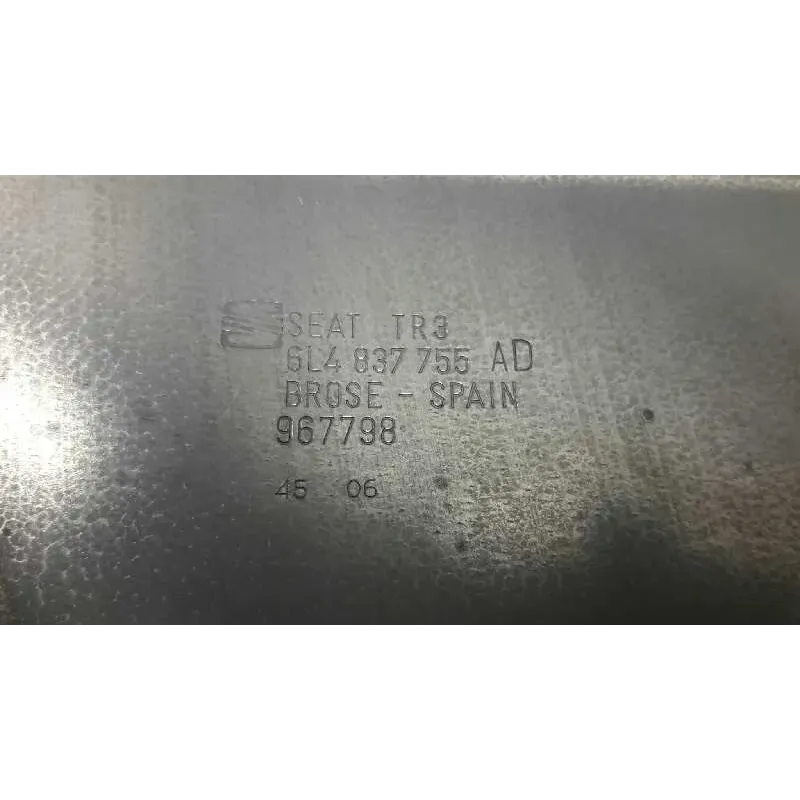 SEAT TR3
6L4 837 755 AD
BROSE - SPAIN
967798
45 06